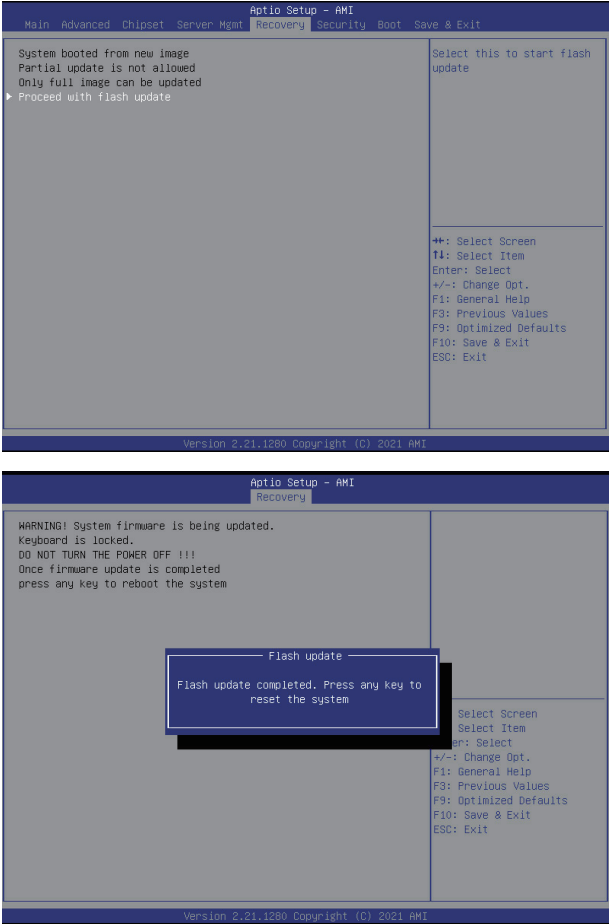 Aptio Setup – AMI
Main Advanced Chipset Server Mgmt Recovery Security Boot Save & Exit
System booted from new image
Partial update is not allowed
Only full image can be updated
Proceed with flash update
Select this to start flash
update
→←: Select Screen
↑↓: Select Item
Enter: Select
+/-: Change Opt.
F1: General Help
F3: Previous Values
F9: Optimized Defaults
F10: Save & Exit
ESC: Exit
Version 2.21.1280 Copyright (C) 2021 AMI
Aptio Setup – AMI
Recovery
WARNING! System firmware is being updated.
Keyboard is locked.
DO NOT TURN THE POWER OFF !!!
Once firmware update is completed
press any key to reboot the system
Flash update
Flash update completed. Press any key to
reset the system
Select Screen
Select Item
er: Select
+/-: Change Opt.
F1: General Help
F3: Previous Values
F9: Optimized Defaults
F10: Save & Exit
ESC: Exit
Version 2.21.1280 Copyright (C) 2021 AMI